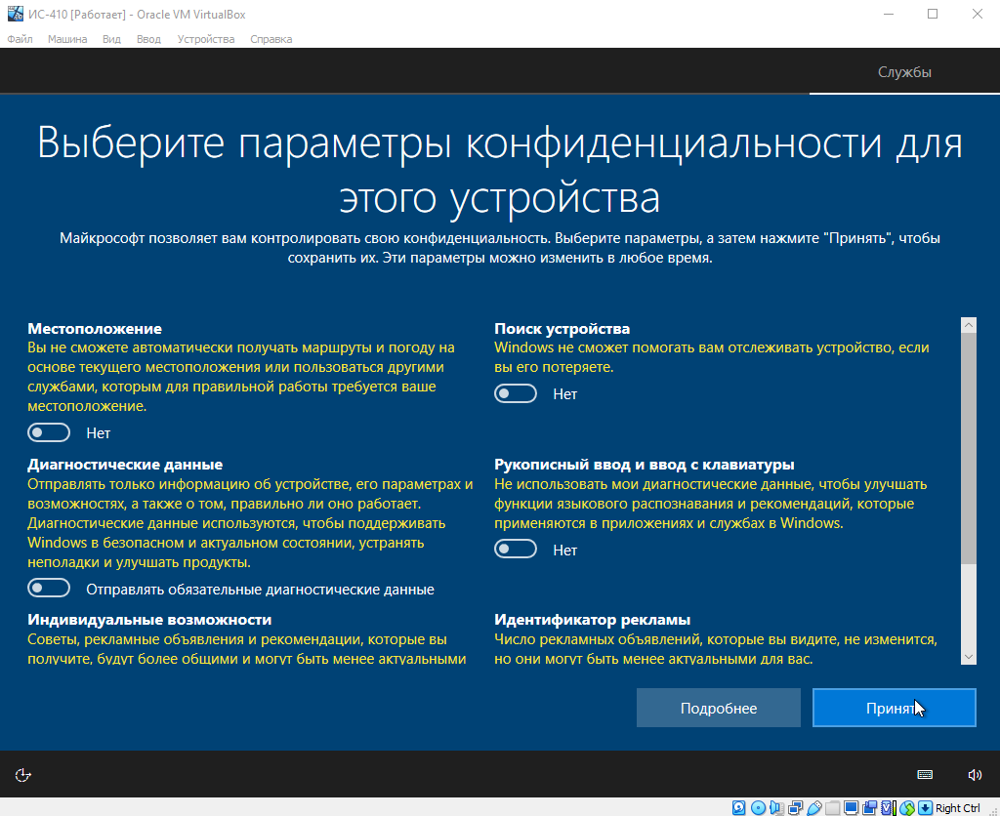 ИС-410 [Работает] - Oracle VM VirtualBox
Файл Машина Вид Ввод Устройства Справка
Службы
Выберите параметры конфиденциальности для
этого устройства
Майкрософт позволяет вам контролировать свою конфиденциальность. Выберите параметры, а затем нажмите "Принять", чтобы
сохранить их. Эти параметры можно изменить в любое время.
Местоположение
Вы не сможете автоматически получать маршруты и погоду на
основе текущего местоположения или пользоваться другими
службами, которым для правильной работы требуется ваше
местоположение.
Нет
Поиск устройства
Windows не сможет помогать вам отслеживать устройство, если
вы его потеряете.
Нет
Диагностические данные
Отправлять только информацию об устройстве, его параметрах и
возможностях, а также о том, правильно ли оно работает.
Диагностические данные используются, чтобы поддерживать
Windows в безопасном и актуальном состоянии, устранять
неполадки и улучшать продукты.
Отправлять обязательные диагностические данные
Рукописный ввод и ввод с клавиатуры
Не использовать мои диагностические данные, чтобы улучшать
функции языкового распознавания и рекомендаций, которые
применяются в приложениях и службах в Windows.
Нет
Индивидуальные возможности
Советы, рекламные объявления и рекомендации, которые вы
получите, будут более общими и могут быть менее актуальными
Идентификатор рекламы
Число рекламных объявлений, которые вы видите, не изменится,
но они могут быть менее актуальными для вас.
Подробнее
Принять
Right Ctrl